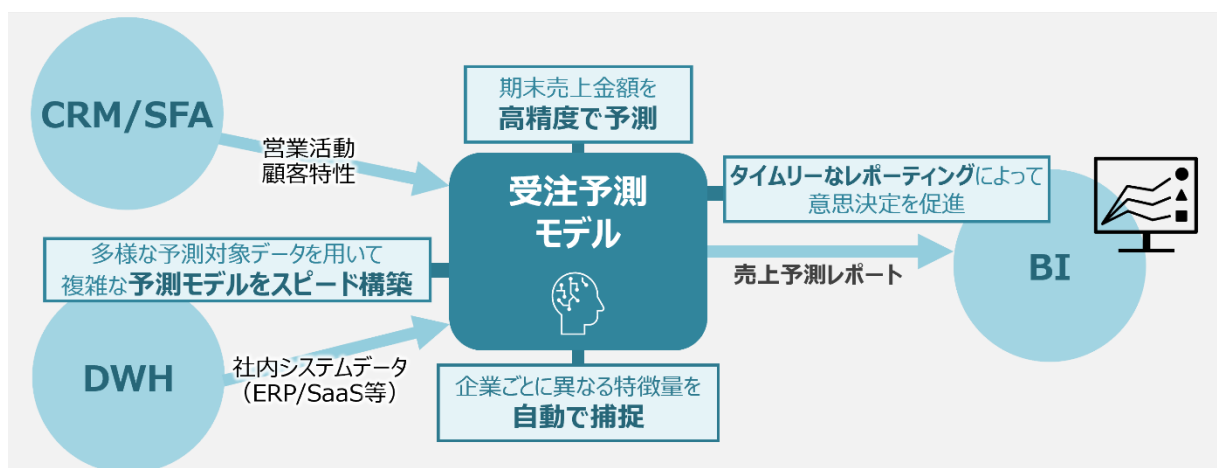 CRM/SFA
営業活動
顧客特性
期末売上金額を
高精度で予測
受注予測
モデル
タイムリーなレポーティングによって
意思決定を促進
多様な予測対象データを用いて
複雑な予測モデルをスピード構築
売上予測レポート
BI
DWH
社内システムデータ
（ERP/SaaS等）
企業ごとに異なる特徴量を
自動で捕捉